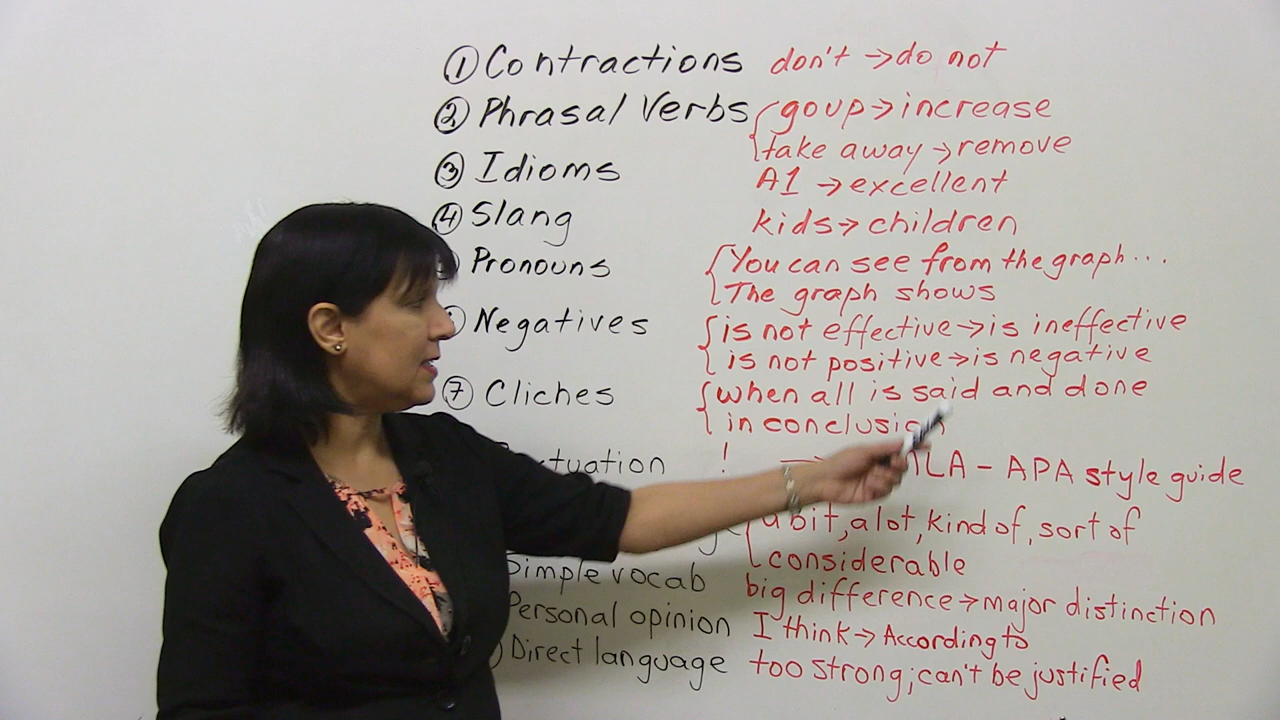 ① Contractions don't → do not
② Phrasal Verbs go up → increase
take away → remove
③ Idioms A1 → excellent
④ Slang kids → children
Pronouns You can see from the graph...
The graph shows
Negatives is not effective → is ineffective
is not positive → is negative
⑦ Cliches when all is said and done
in conclusion
! → - APA style guide
a bit, a lot, kind of, sort of
considerable
Simple vocab big difference → major distinction
Personal opinion I think → According to
Direct language too strong; can't be justified